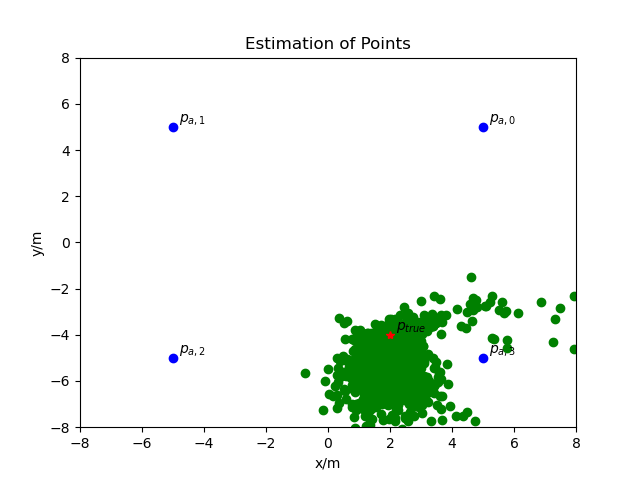 Estimation of Points
8
6
4
2
0
−2
−4
−6
−8
y/m
p_{a,1}
p_{a,0}
p_{true}
p_{a,2}
p_{a,3}
−8 −6 −4 −2 0 2 4 6 8
x/m